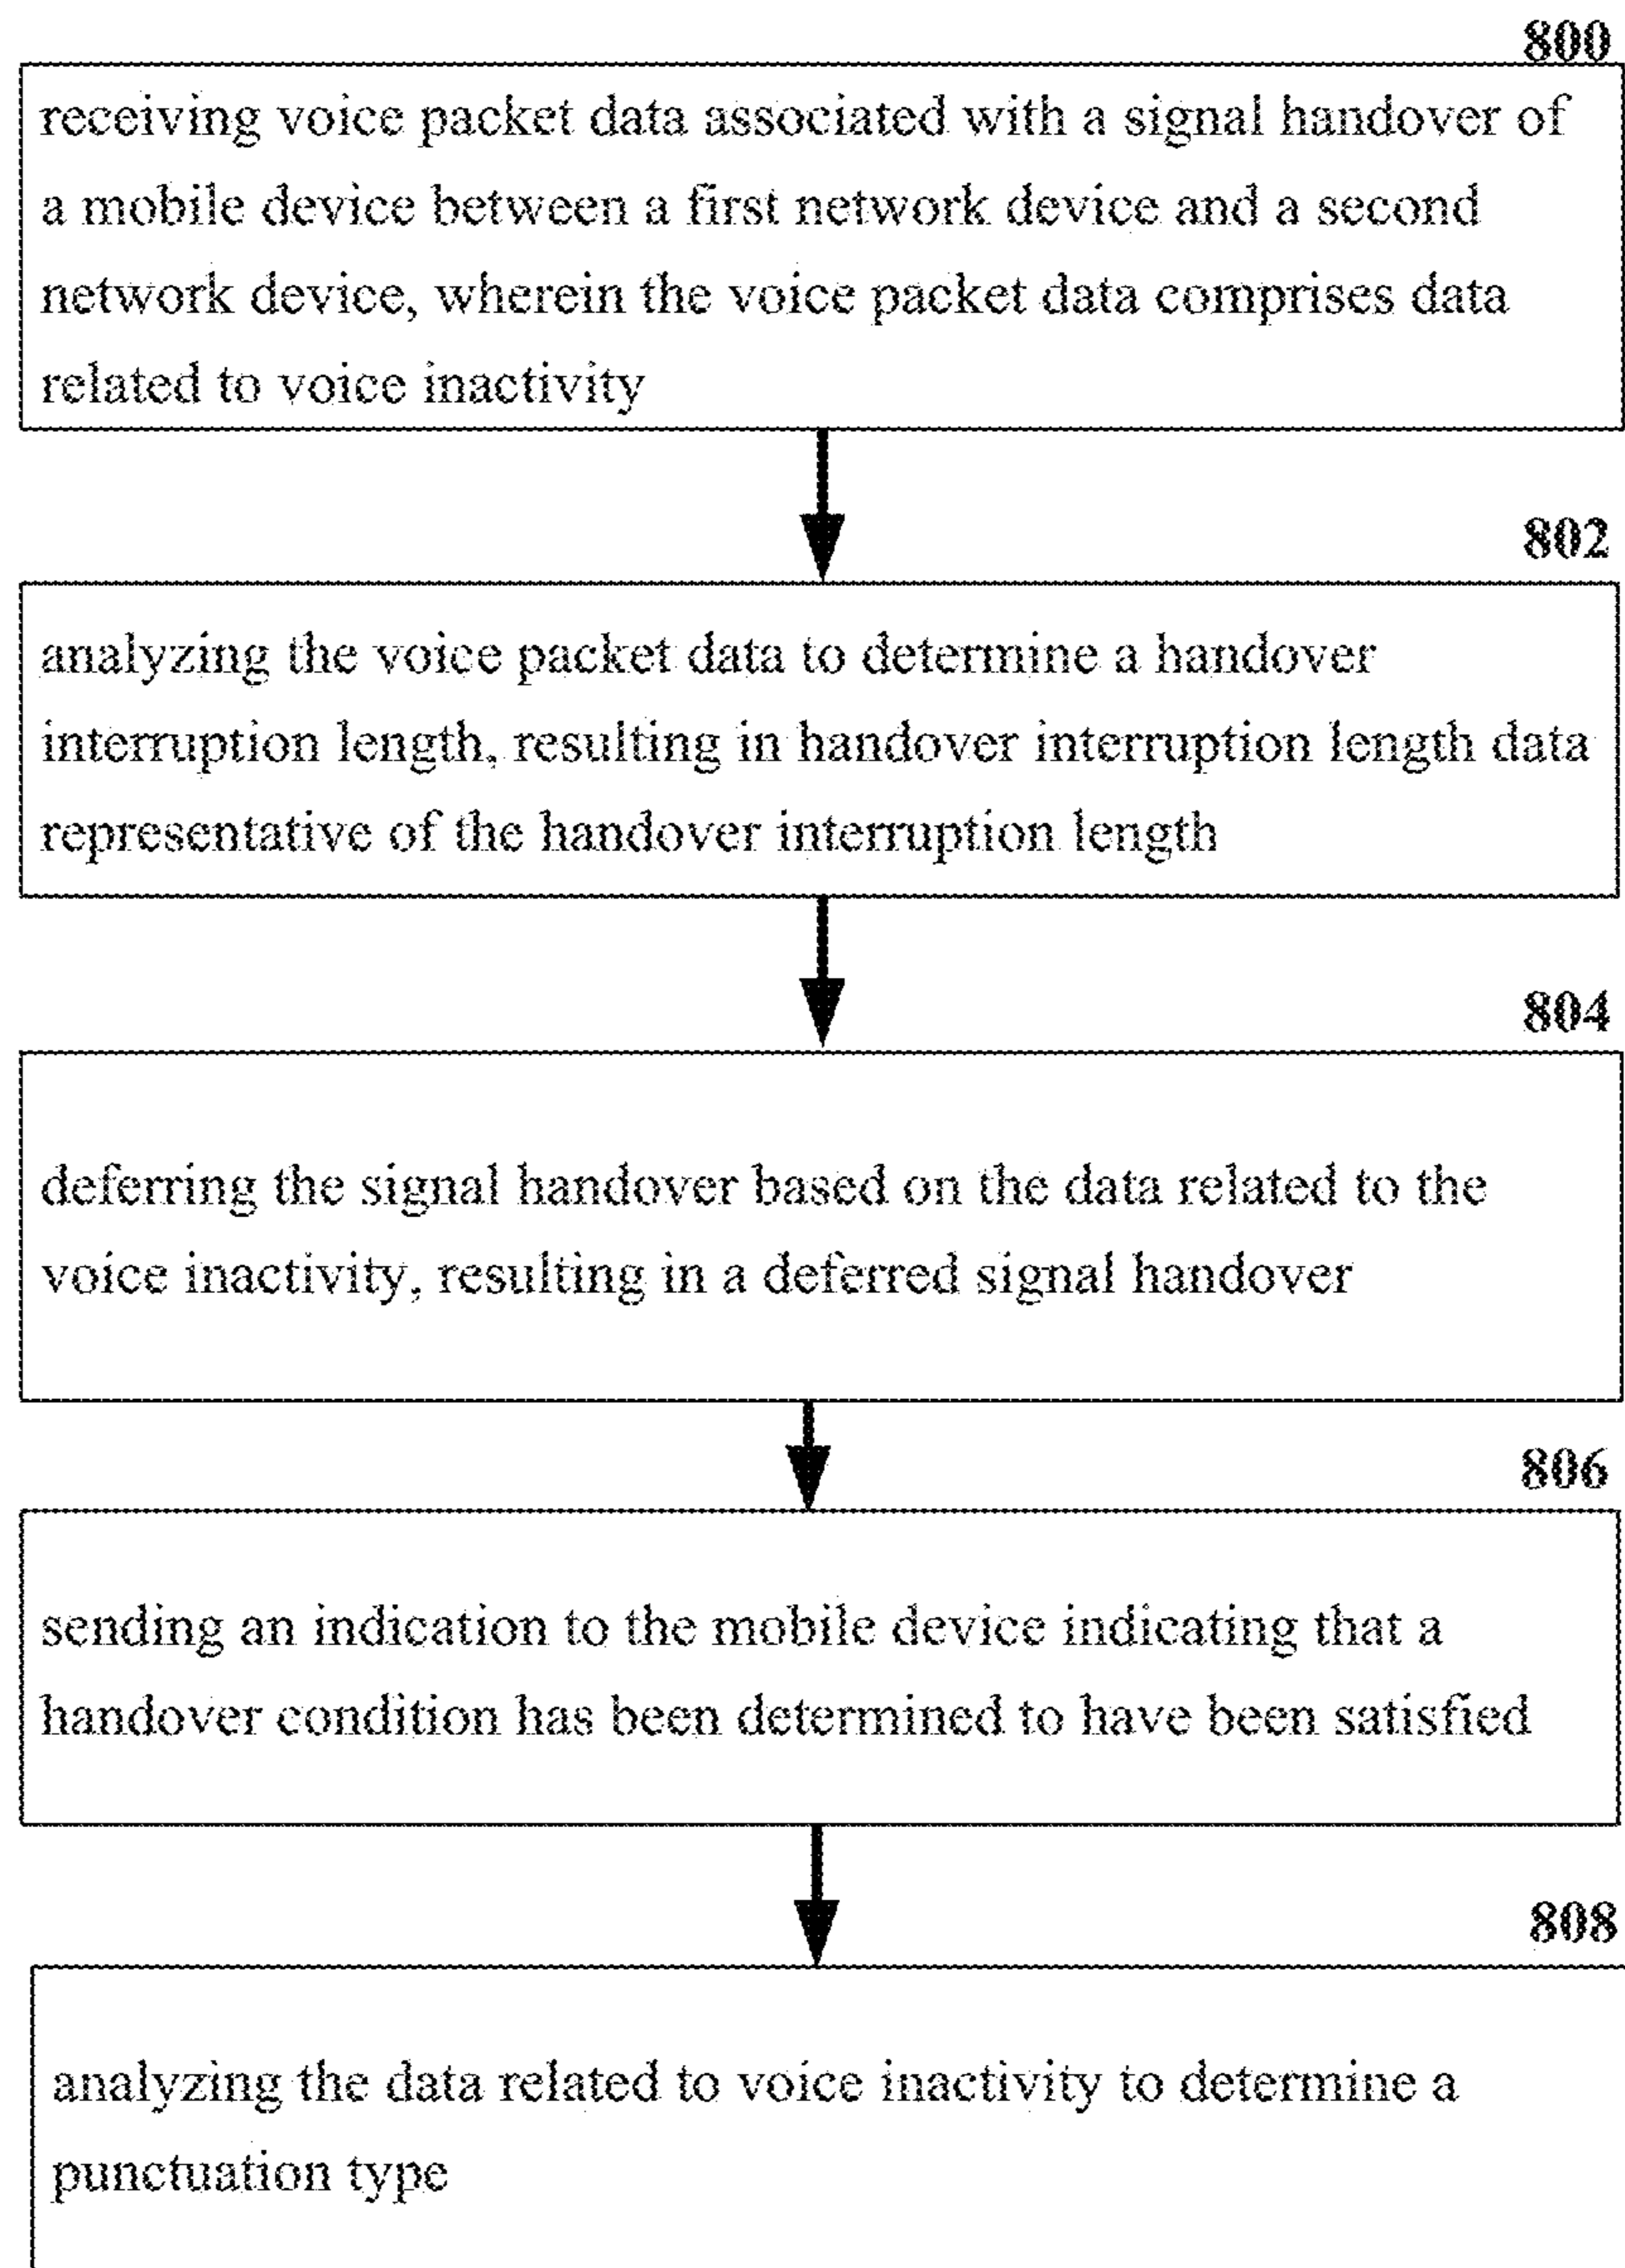 800
receiving voice packet data associated with a signal handover of
a mobile device between a first network device and a second
network device, wherein the voice packet data comprises data
related to voice inactivity
802
analyzing the voice packet data to determine a handover
interruption length, resulting in handover interruption length data
representative of the handover interruption length
804
deferring the signal handover based on the data related to the
voice inactivity, resulting in a deferred signal handover
806
sending an indication to the mobile device indicating that a
handover condition has been determined to have been satisfied
808
analyzing the data related to voice inactivity to determine a
punctuation type